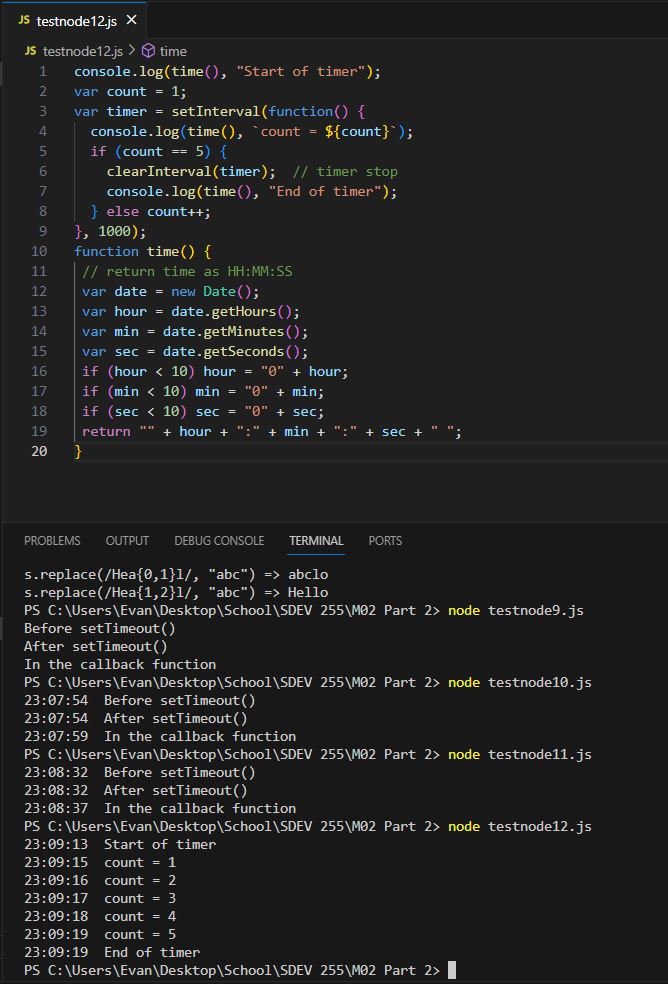 JS testnode12.js ×
JS testnode12.js > time
1 console.log(time(), "Start of timer");
2 var count = 1;
3 var timer = setInterval(function() {
4 console.log(time(), `count = ${count}`);
5 if (count == 5) {
6 clearInterval(timer);  // timer stop
7 console.log(time(), "End of timer");
8 } else count++;
9 }, 1000);
10 function time() {
11 // return time as HH:MM:SS
12 var date = new Date();
13 var hour = date.getHours();
14 var min = date.getMinutes();
15 var sec = date.getSeconds();
16 if (hour < 10) hour = "0" + hour;
17 if (min < 10) min = "0" + min;
18 if (sec < 10) sec = "0" + sec;
19 return "" + hour + ":" + min + ":" + sec + " ";
20 }
PROBLEMS OUTPUT DEBUG CONSOLE TERMINAL PORTS
s.replace(/Hea{0,1}l/, "abc") => abclo
s.replace(/Hea{1,2}l/, "abc") => Hello
PS C:\Users\Evan\Desktop\School\SDEV 255\M02 Part 2> node testnode9.js
Before setTimeout()
After setTimeout()
In the callback function
PS C:\Users\Evan\Desktop\School\SDEV 255\M02 Part 2> node testnode10.js
23:07:54  Before setTimeout()
23:07:54  After setTimeout()
23:07:59  In the callback function
PS C:\Users\Evan\Desktop\School\SDEV 255\M02 Part 2> node testnode11.js
23:08:32  Before setTimeout()
23:08:32  After setTimeout()
23:08:37  In the callback function
PS C:\Users\Evan\Desktop\School\SDEV 255\M02 Part 2> node testnode12.js
23:09:13  Start of timer
23:09:15  count = 1
23:09:16  count = 2
23:09:17  count = 3
23:09:18  count = 4
23:09:19  count = 5
23:09:19  End of timer
PS C:\Users\Evan\Desktop\School\SDEV 255\M02 Part 2>